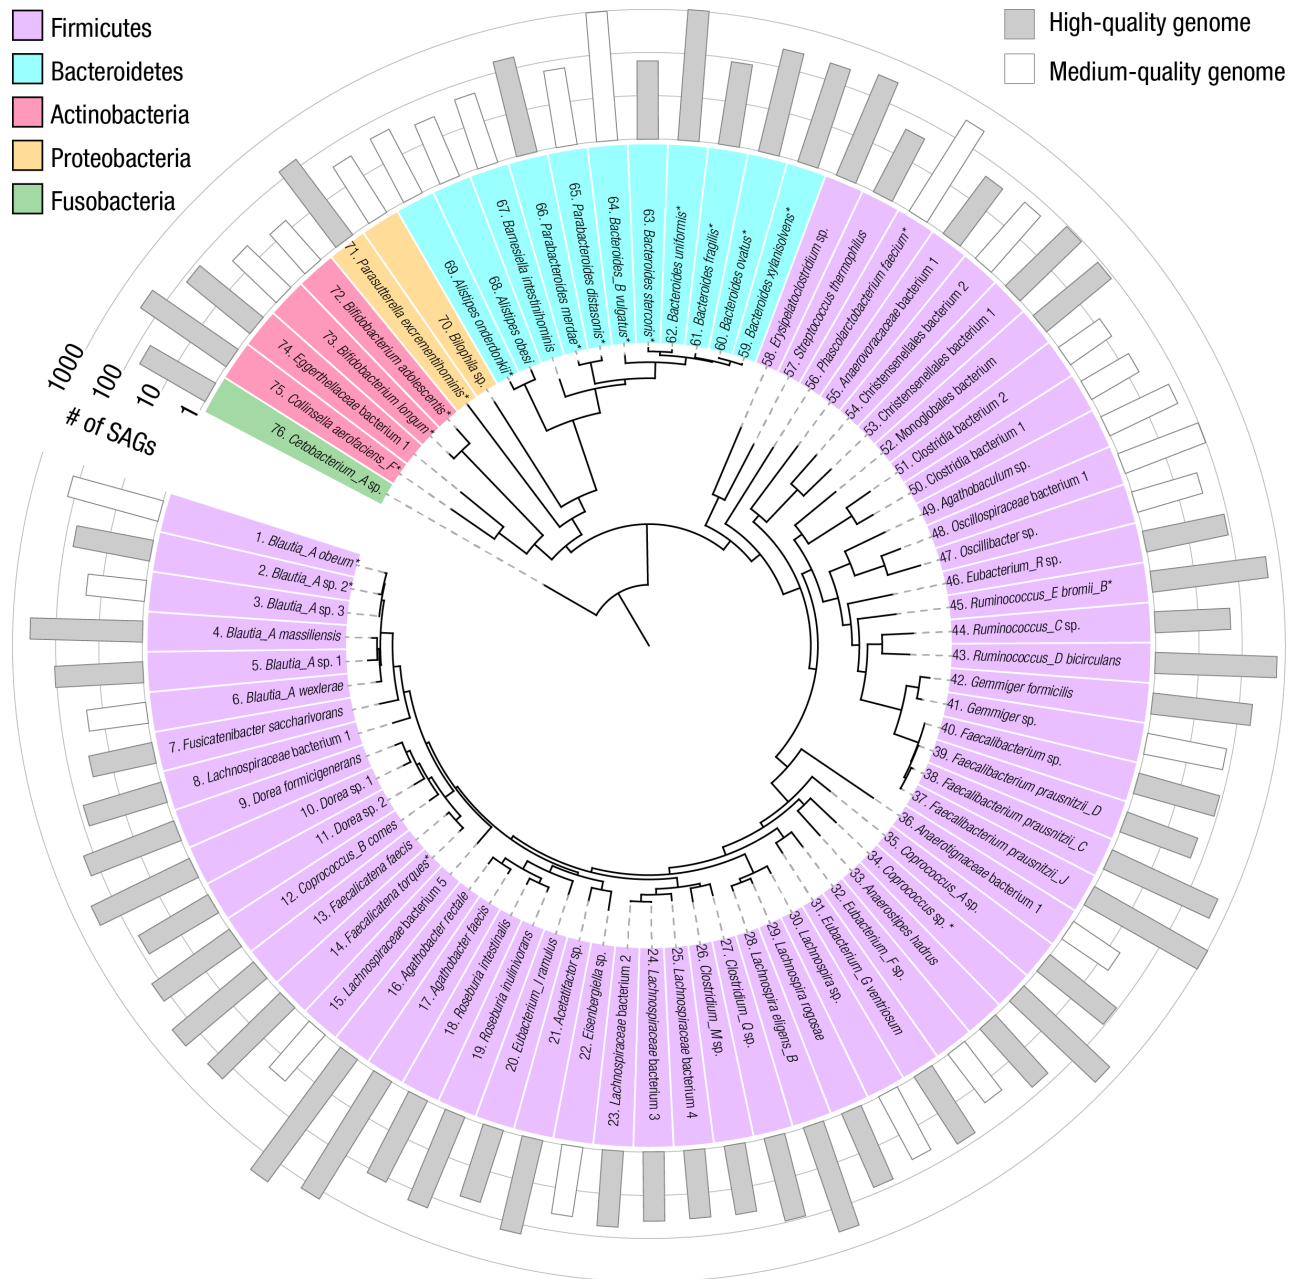 Firmicutes
Bacteroidetes
Actinobacteria
Proteobacteria
Fusobacteria
High-quality genome
Medium-quality genome
1000
100
10
1
# of SAGs
1. Blautia_A obeum*
2. Blautia_A sp. 2*
3. Blautia_A sp. 3
4. Blautia_A massiliensis
5. Blautia_A sp. 1
6. Blautia_A wexlerae
7. Fusicatenibacter saccharivorans
8. Lachnospiraceae bacterium 1
9. Dorea formicigenerans
10. Dorea sp. 1
11. Dorea sp. 2
12. Coprococcus_B comes
13. Faecalicatena faecis
14. Faecalicatena torques*
15. Lachnospiraceae bacterium 5
16. Agathobacter rectale
17. Agathobacter faecis
18. Roseburia intestinalis
19. Roseburia inulinivorans
20. Eubacterium_I ramulus
21. Acetatifactor sp.
22. Eisenbergiella sp.
23. Lachnospiraceae bacterium 2
24. Lachnospiraceae bacterium 3
25. Lachnospiraceae bacterium 4
26. Clostridium_M sp.
27. Clostridium_Q sp.
28. Lachnospira eligens_B
29. Lachnospira rogosae
30. Lachnospira sp.
31. Eubacterium_G ventriosum
32. Eubacterium_F sp.
33. Anaerostipes hadrus
34. Coprococcus sp. *
35. Coprococcus_A sp.
36. Anaerotignaceae bacterium 1
37. Faecalibacterium prausnitzii_J
38. Faecalibacterium prausnitzii_C
39. Faecalibacterium prausnitzii_D
40. Faecalibacterium sp.
41. Gemmiger sp.
42. Gemmiger formicilis
43. Ruminococcus_D bicirculans
44. Ruminococcus_C sp.
45. Ruminococcus_E bromii_B*
46. Eubacterium_R sp.
47. Oscillibacter sp.
48. Oscillospiraceae bacterium 1
49. Agathobaculum sp.
50. Clostridia bacterium 1
51. Clostridia bacterium 2
52. Monoglobales bacterium
53. Christensenellales bacterium 1
54. Christensenellales bacterium 2
55. Anaerovoracaceae bacterium 1
56. Phascolarctobacterium faecium*
57. Streptococcus thermophilus
58. Erysipelatoclostridium sp.
59. Bacteroides xylanisolvens*
60. Bacteroides ovatus*
61. Bacteroides fragilis*
62. Bacteroides uniformis*
63. Bacteroides stercoris*
64. Bacteroides_B vulgatus*
65. Parabacteroides distasonis*
66. Parabacteroides merdae*
67. Barnesiella intestinihominis
68. Alistipes obesi
69. Alistipes onderdonkii*
70. Bilophila sp.
71. Parasutterella excrementihominis*
72. Bifidobacterium adolescentis*
73. Bifidobacterium longum*
74. Eggerthellaceae bacterium 1
75. Collinsella aerofaciens_F*
76. Cetobacterium_A sp.